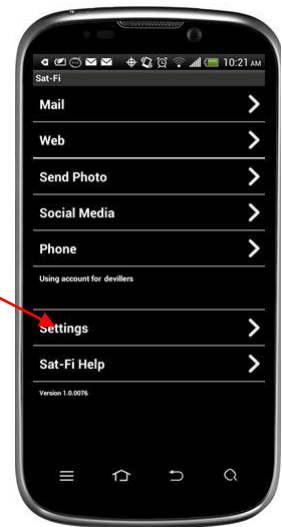 10:21 AM
Sat-Fi
Mail
Web
Send Photo
Social Media
Phone
Using account for devillers
Settings
Sat-Fi Help
Version 1.0.0076